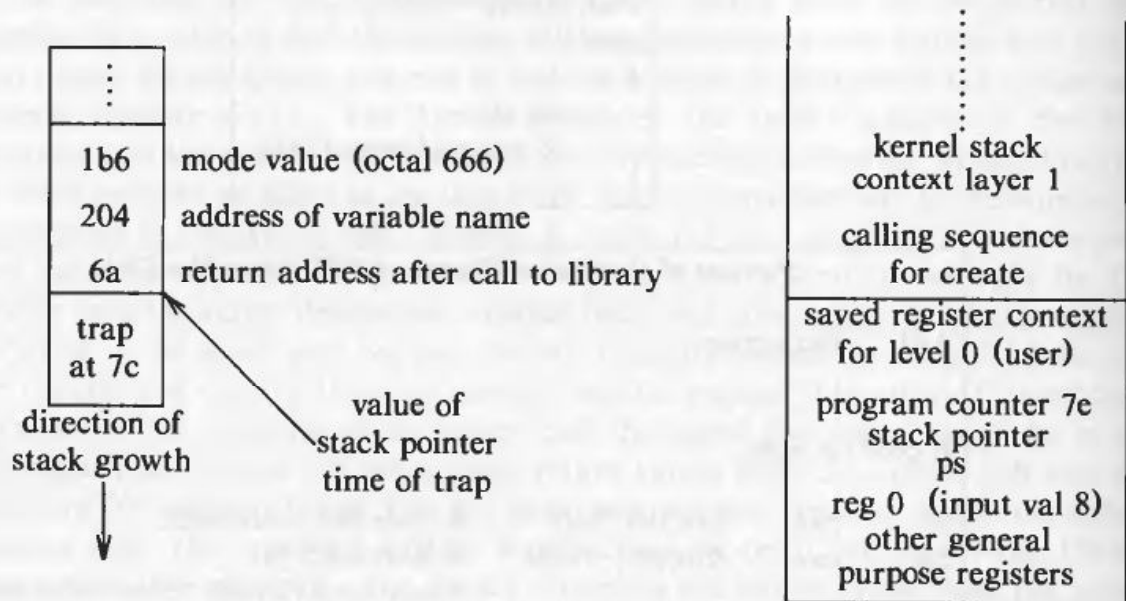 1b6 mode value (octal 666)
204 address of variable name
6a return address after call to library
trap
at 7c
direction of
stack growth
value of
stack pointer
time of trap
kernel stack
context layer 1
calling sequence
for create
saved register context
for level 0 (user)
program counter 7e
stack pointer
ps
reg 0 (input val 8)
other general
purpose registers